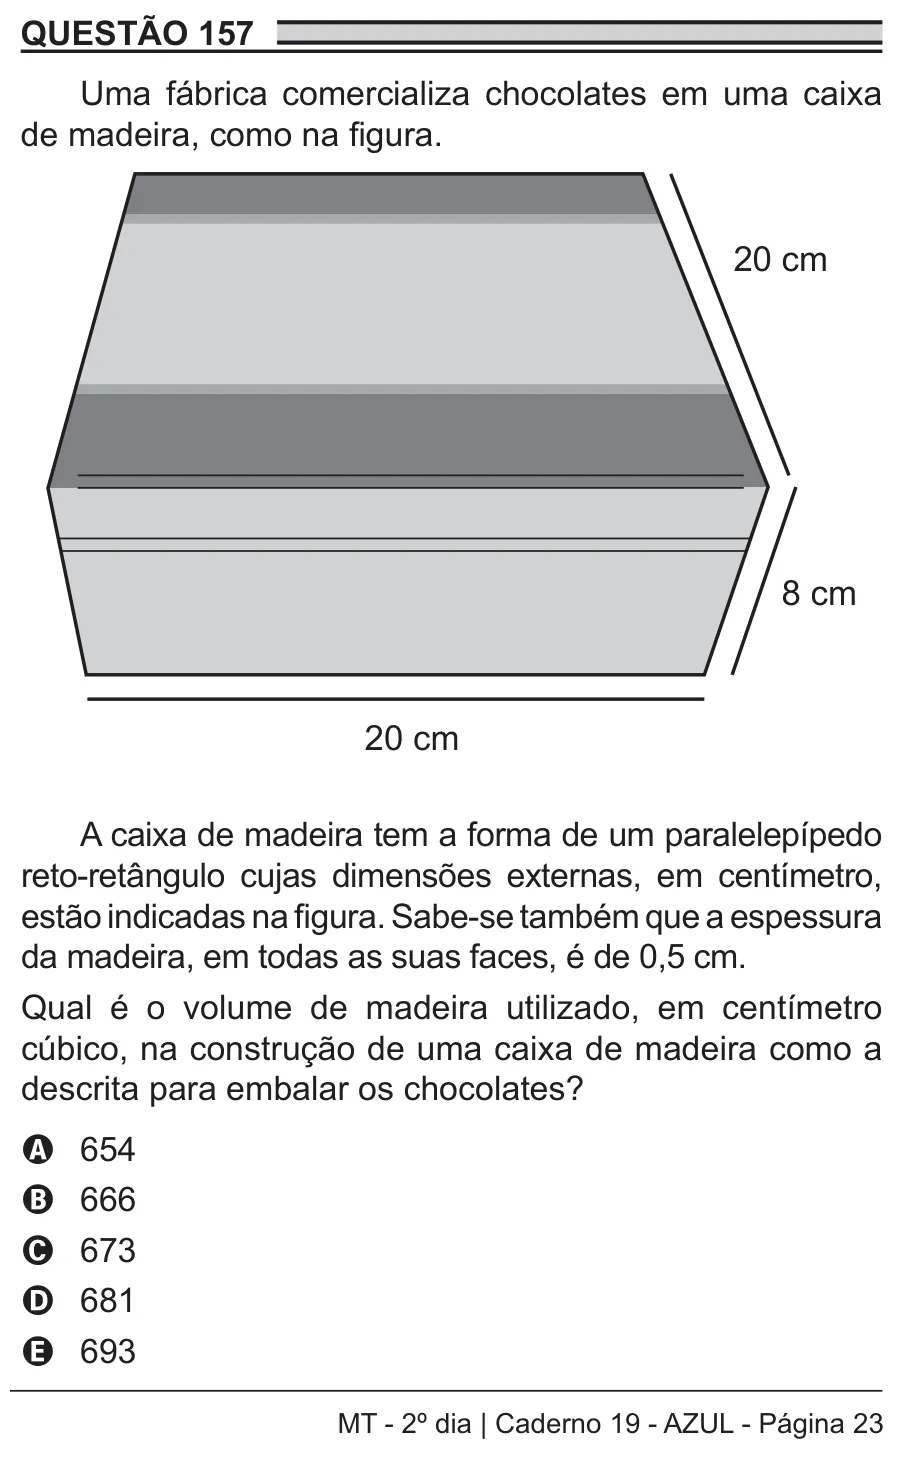 QUESTÃO 157
Uma fábrica comercializa chocolates em uma caixa
de madeira, como na figura.
20 cm
8 cm
20 cm
A caixa de madeira tem a forma de um paralelepípedo
reto-retângulo cujas dimensões externas, em centímetro,
estão indicadas na figura. Sabe-se também que a espessura
da madeira, em todas as suas faces, é de 0,5 cm.
Qual é o volume de madeira utilizado, em centímetro
cúbico, na construção de uma caixa de madeira como a
descrita para embalar os chocolates?
A 654
B 666
C 673
D 681
E 693
MT - 2º dia | Caderno 19 - AZUL - Página 23